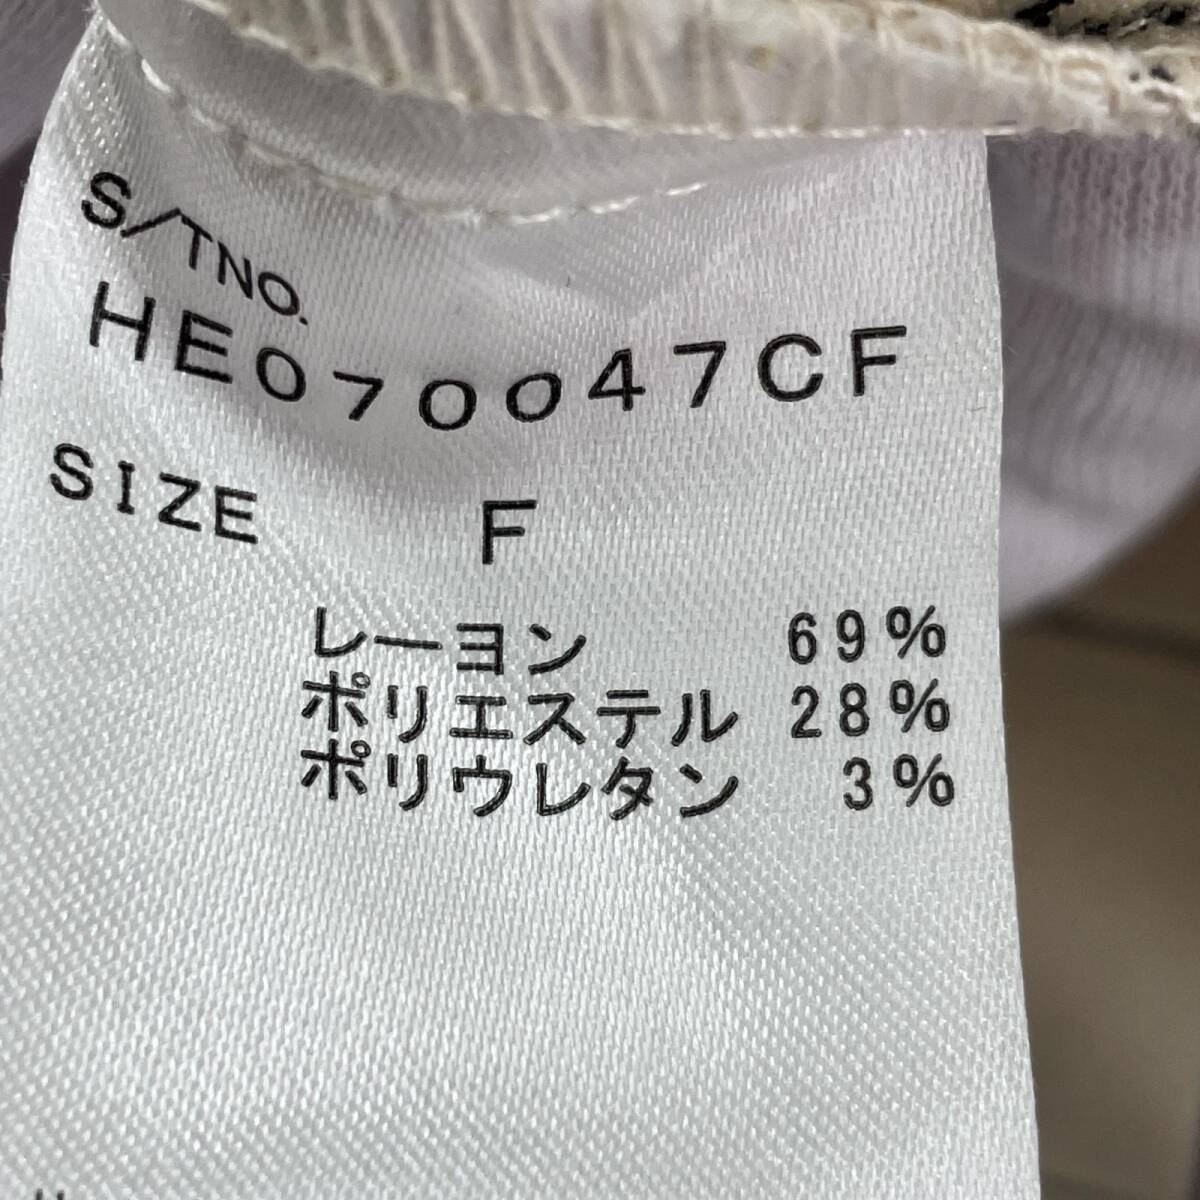 S/TNO.
HE070047CF
SIZE F
レーヨン 69%
ポリエステル 28%
ポリウレタン 3%